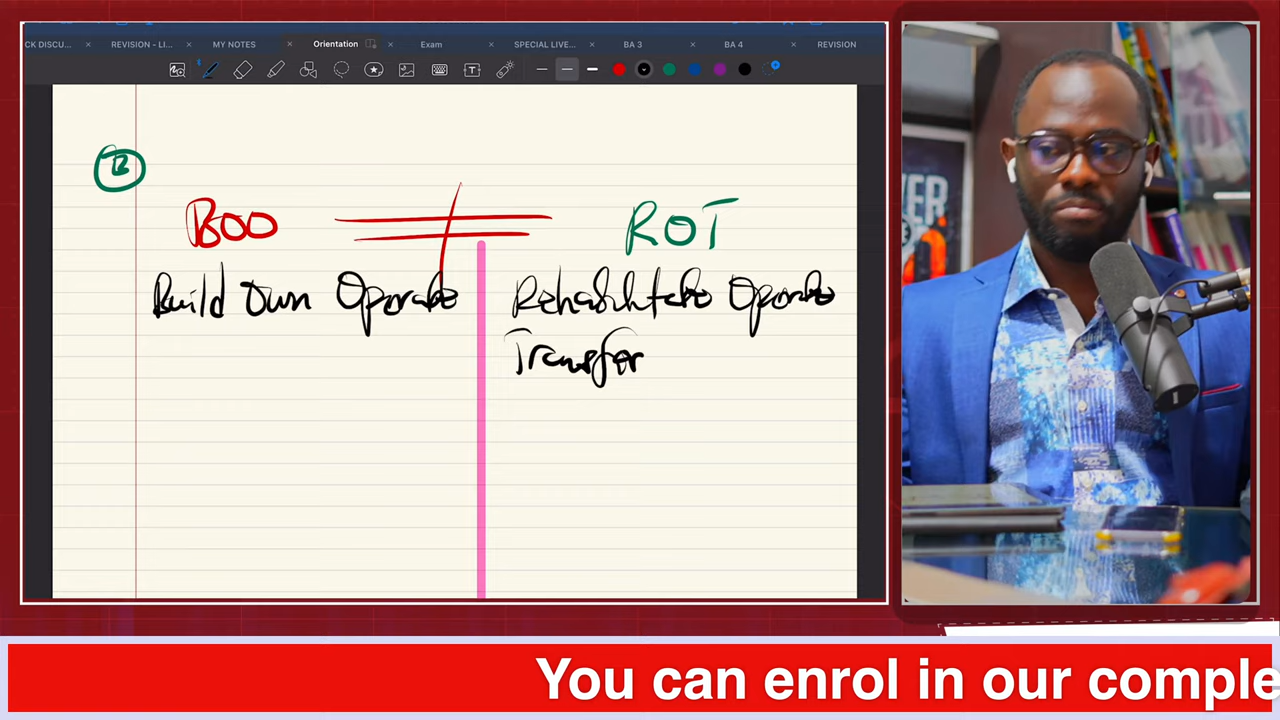 CK DISCU... REVISION - LI... MY NOTES Orientation Exam SPECIAL LIVE... BA 3 BA 4 REVISION
B
BOO ROT
Build Own Operate Rehabilitate Operate
Transfer
You can enrol in our comple